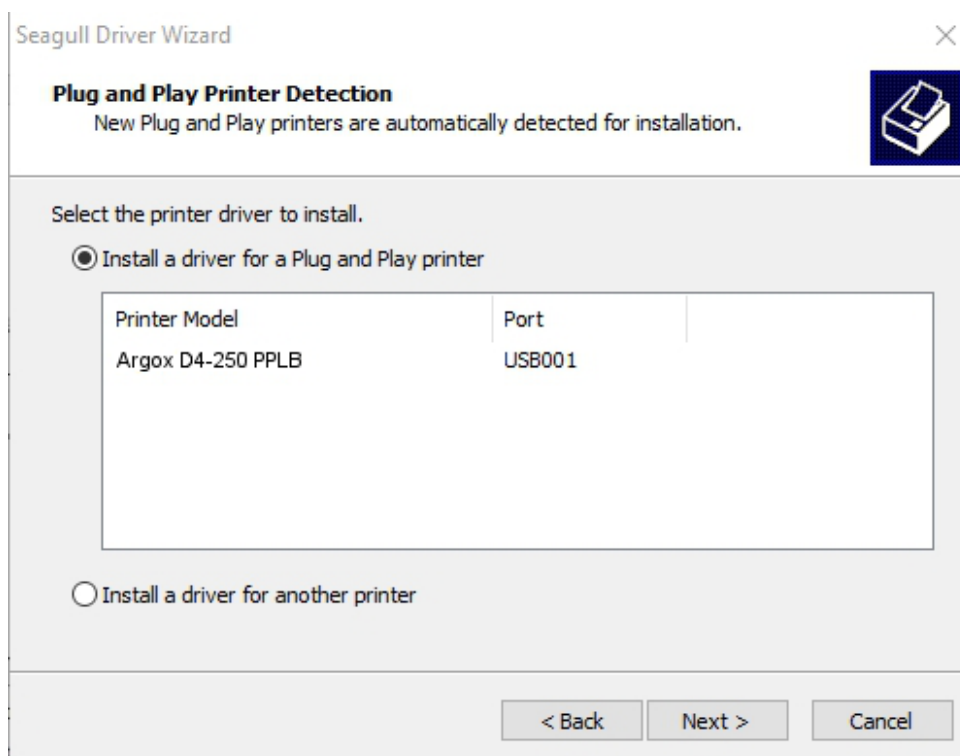 Seagull Driver Wizard
Plug and Play Printer Detection
New Plug and Play printers are automatically detected for installation.
Select the printer driver to install.
Install a driver for a Plug and Play printer
Printer Model Port
Argox D4-250 PPLB USB001
Install a driver for another printer
< Back Next > Cancel